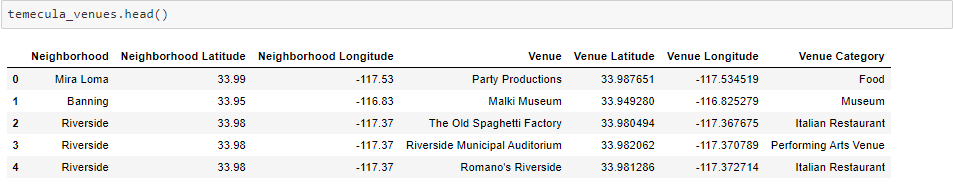 temecula_venues.head()
Neighborhood Neighborhood Latitude Neighborhood Longitude Venue Venue Latitude Venue Longitude Venue Category
0 Mira Loma 33.99 -117.53 Party Productions 33.987651 -117.534519 Food
1 Banning 33.95 -116.83 Malki Museum 33.949280 -116.825279 Museum
2 Riverside 33.98 -117.37 The Old Spaghetti Factory 33.980494 -117.367675 Italian Restaurant
3 Riverside 33.98 -117.37 Riverside Municipal Auditorium 33.982062 -117.370789 Performing Arts Venue
4 Riverside 33.98 -117.37 Romano's Riverside 33.981286 -117.372714 Italian Restaurant